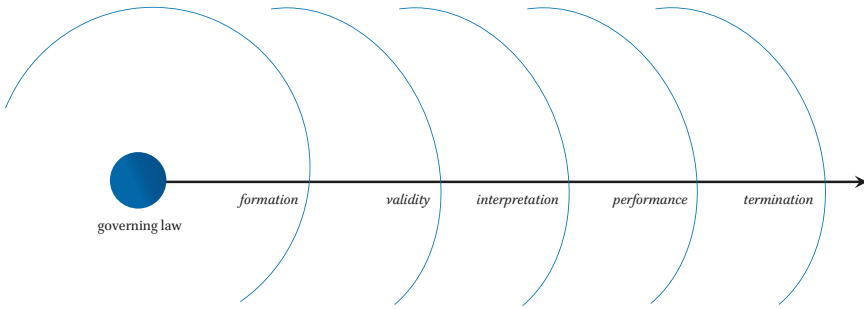 formation
validity
interpretation
performance
termination
governing law